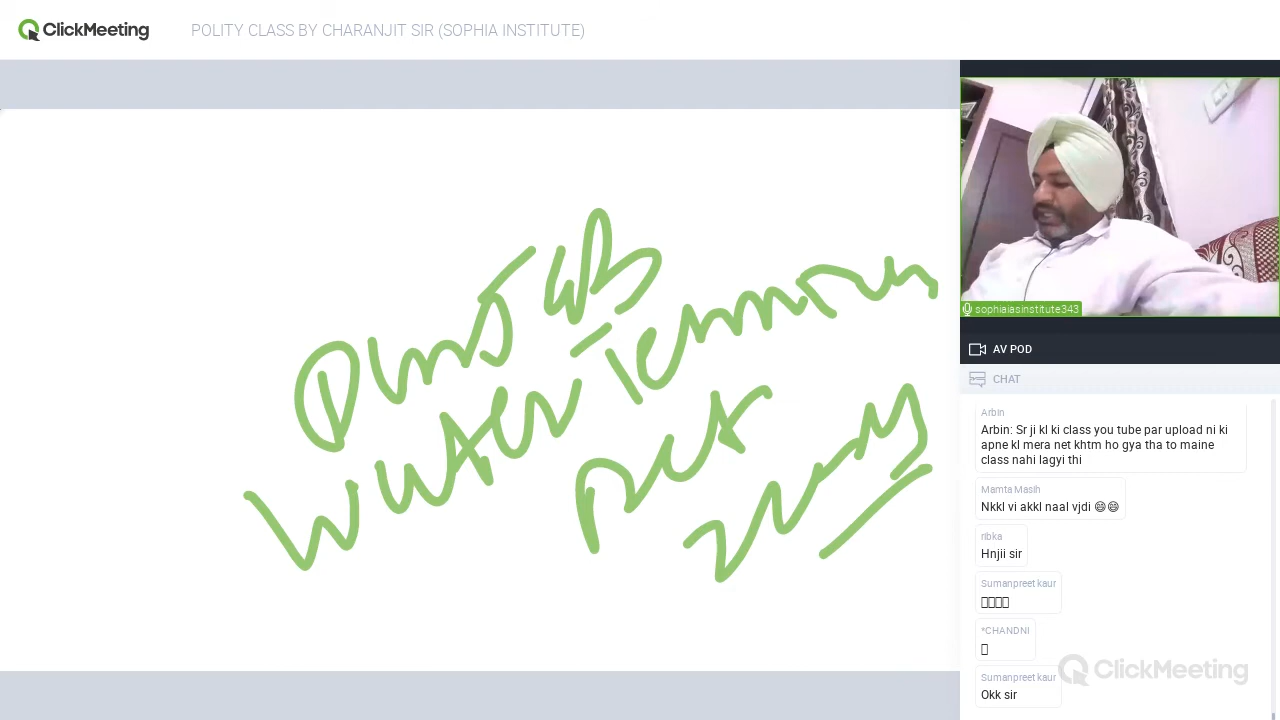 ClickMeeting
POLITY CLASS BY CHARANJIT SIR (SOPHIA INSTITUTE)
PunJaB
Water Termination
Act
2004
sophiaiasinstitute343
AV POD
CHAT
Arbin
Arbin: Sr ji kl ki class you tube par upload ni ki
apne kl mera net khtm ho gya tha to maine
class nahi lagyi thi
Mamta Masih
Nkkl vi akkl naal vjdi 😄😄
ribka
Hnjii sir
Sumanpreet kaur
*CHANDNI
Sumanpreet kaur
Okk sir
ClickMeeting